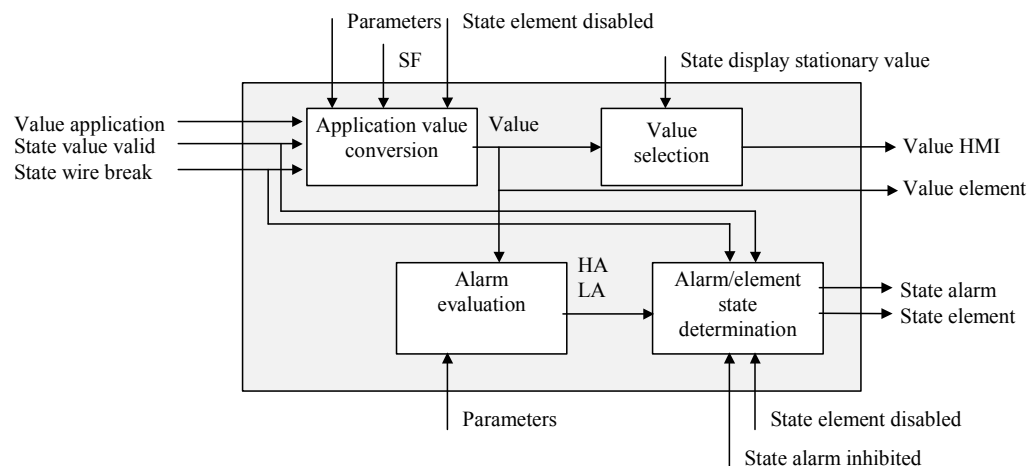 Parameters
State element disabled
SF
State display stationary value
Value application
State value valid
State wire break
Application value
conversion
Value
Value
selection
Value HMI
Value element
Alarm
evaluation
HA
LA
Alarm/element
state
determination
State alarm
State element
Parameters
State element disabled
State alarm inhibited